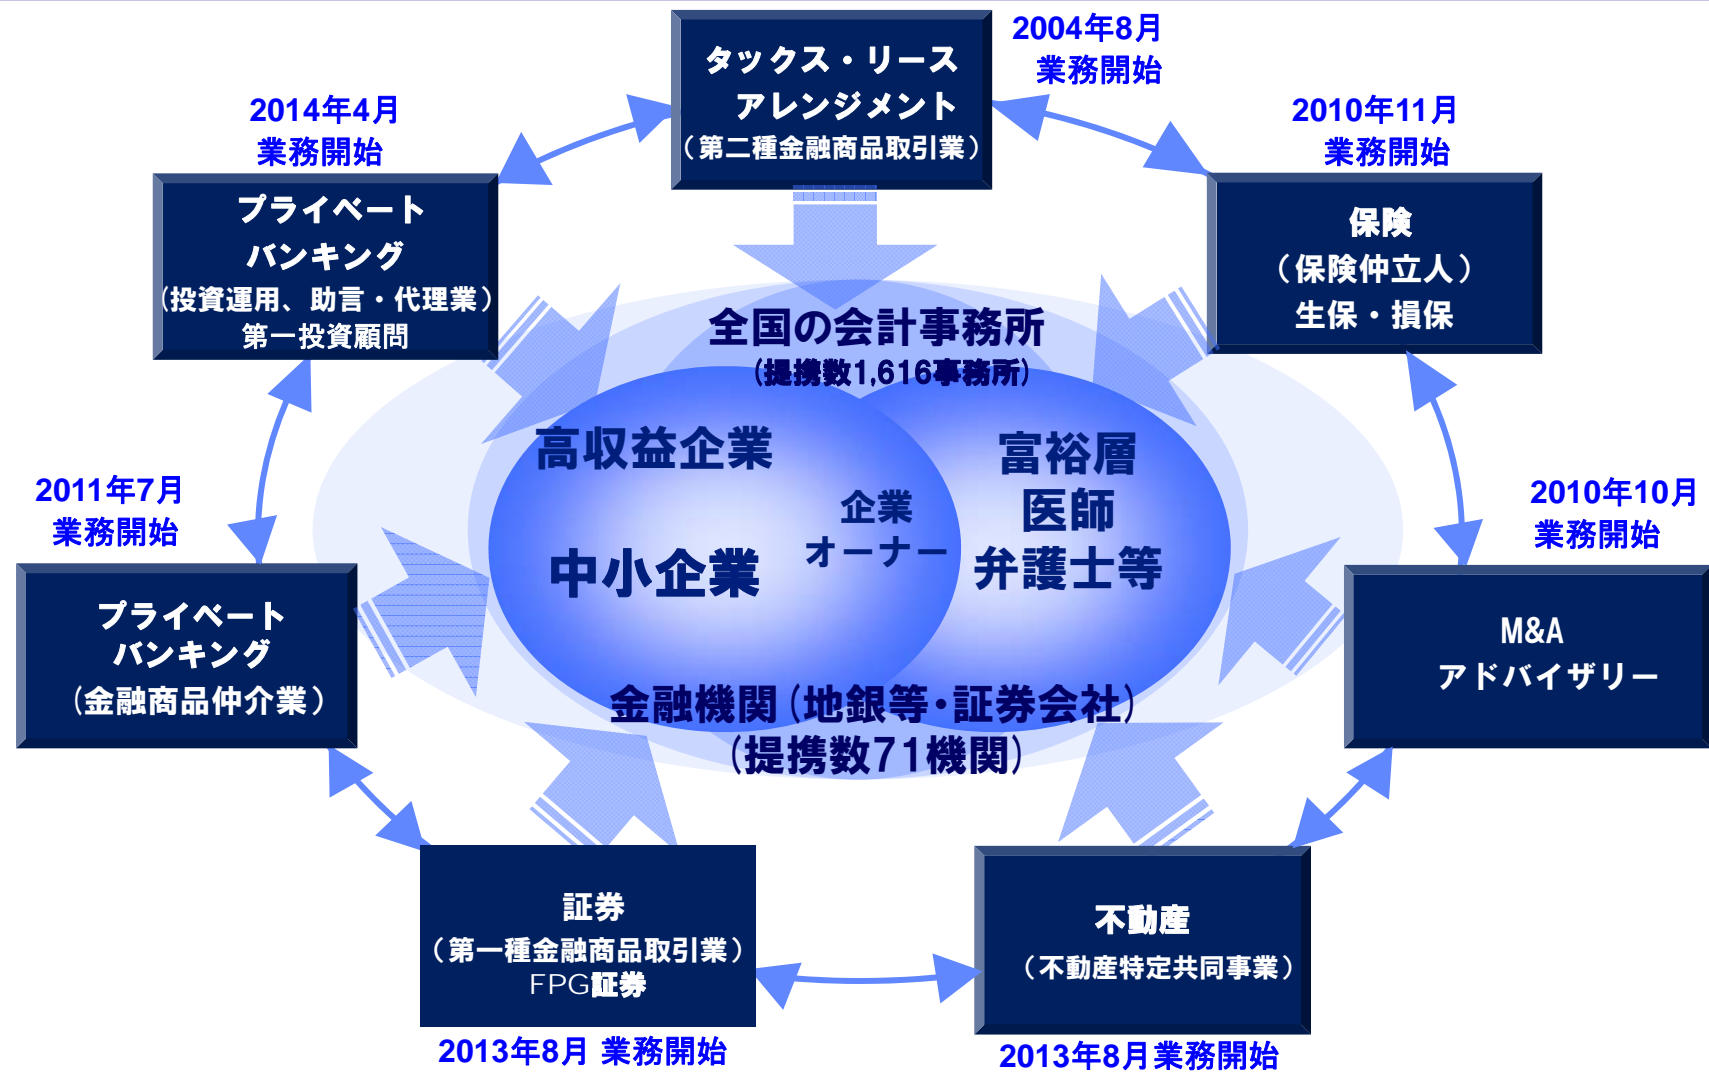 タックス・リース
アレンジメント
（第二種金融商品取引業）
2004年8月
業務開始
2010年11月
業務開始
保険
（保険仲立人）
生保・損保
2010年10月
業務開始
M&A
アドバイザリー
不動産
（不動産特定共同事業）
2013年8月業務開始
証券
（第一種金融商品取引業）
FPG証券
2013年8月 業務開始
2011年7月
業務開始
プライベート
バンキング
（金融商品仲介業）
2014年4月
業務開始
プライベート
バンキング
（投資運用、助言・代理業）
第一投資顧問
全国の会計事務所
（提携数1,616事務所）
高収益企業
中小企業
企業
オーナー
富裕層
医師
弁護士等
金融機関（地銀等・証券会社）
（提携数71機関）